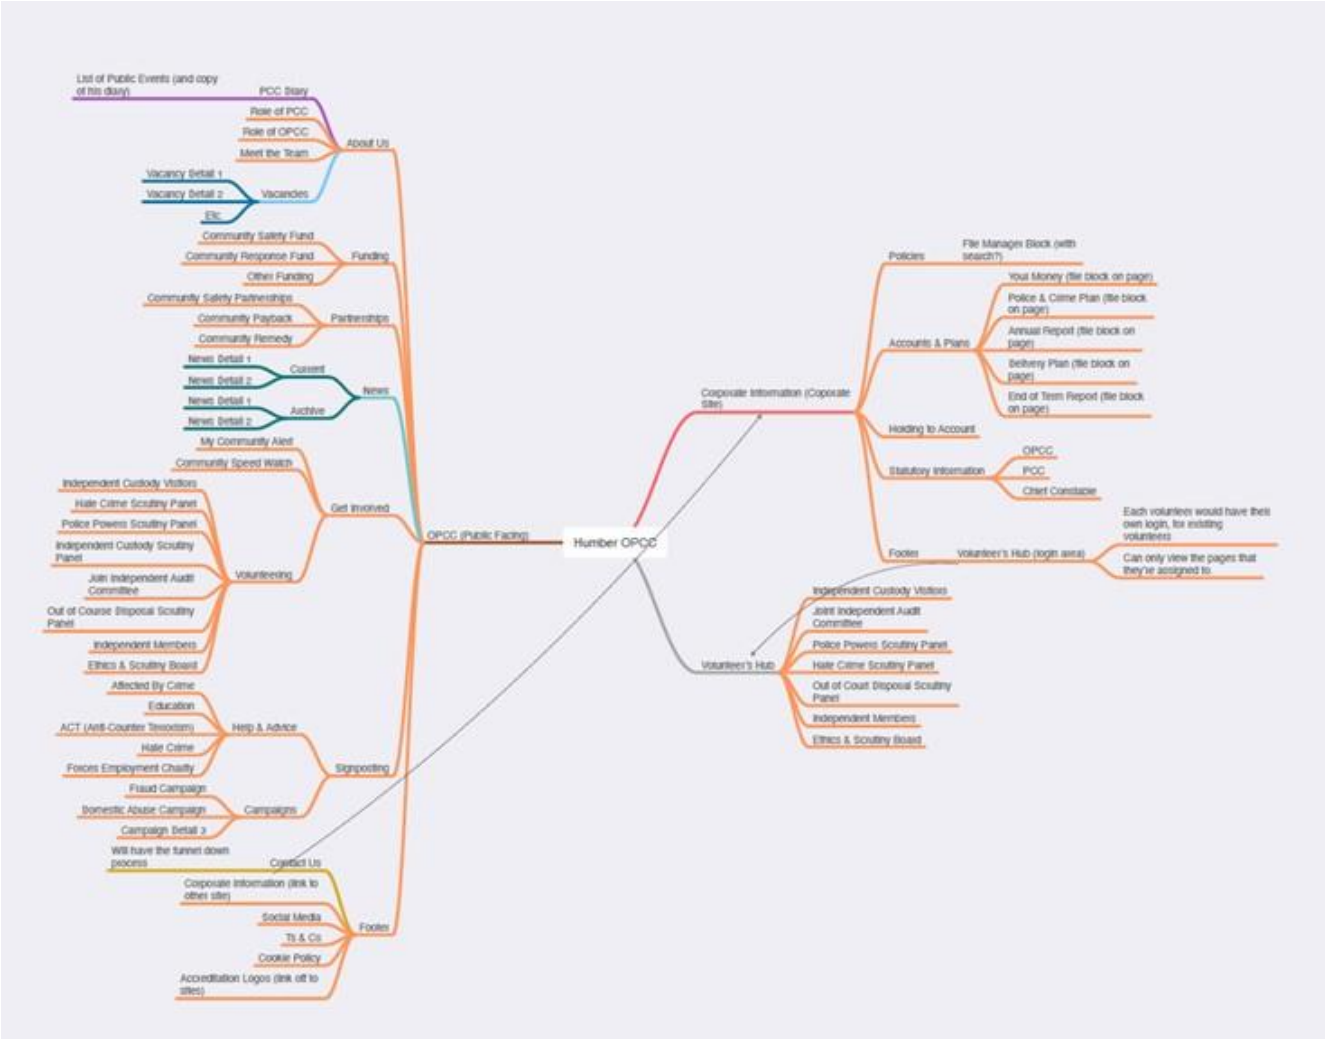 List of Public Events (and copy
of his diary)
PCC Diary
Role of PCC
Role of OPCC
Meet the Team
About Us
Vacancy Detail 1
Vacancy Detail 2
Etc
Vacancies
Community Safety Fund
Community Response Fund
Other Funding
Funding
Community Safety Partnerships
Community Payback
Community Remedy
Partnerships
News Detail 1
News Detail 2
Current
News Detail 1
News Detail 2
Archive
News
My Community Alert
Community Speed Watch
Get Involved
Independent Custody Visitors
Hate Crime Scrutiny Panel
Police Powers Scrutiny Panel
Independent Custody Scrutiny
Panel
Join Independent Audit
Committee
Out of Course Disposal Scrutiny
Panel
Independent Members
Ethics & Scrutiny Board
Volunteering
Affected By Crime
Education
ACT (Anti-Counter Terrorism)
Hate Crime
Forces Employment Charity
Help & Advice
Fraud Campaign
Domestic Abuse Campaign
Campaign Detail 3
Campaigns
Signposting
Will have the funnel down
process
Contact Us
Corporate Information (link to
other site)
Social Media
Ts & Cs
Cookie Policy
Accreditation Logos (link off to
sites)
Footer
OPCC (Public Facing)
Humber OPCC
Corporate Information (Coporate
Site)
Policies
File Manager Block (with
search?)
Accounts & Plans
Your Money (file block on page)
Police & Crime Plan (file block
on page)
Annual Report (file block on
page)
Delivery Plan (file block on
page)
End of Term Report (file block
on page)
Holding to Account
Statutory Information
OPCC
PCC
Chief Constable
Footer
Volunteer's Hub (login area)
Each volunteer would have their
own login, for existing
volunteers
Can only view the pages that
they're assigned to.
Volunteer's Hub
Independent Custody Visitors
Joint Independent Audit
Committee
Police Powers Scrutiny Panel
Hate Crime Scrutiny Panel
Out of Court Disposal Scrutiny
Panel
Independent Members
Ethics & Scrutiny Board